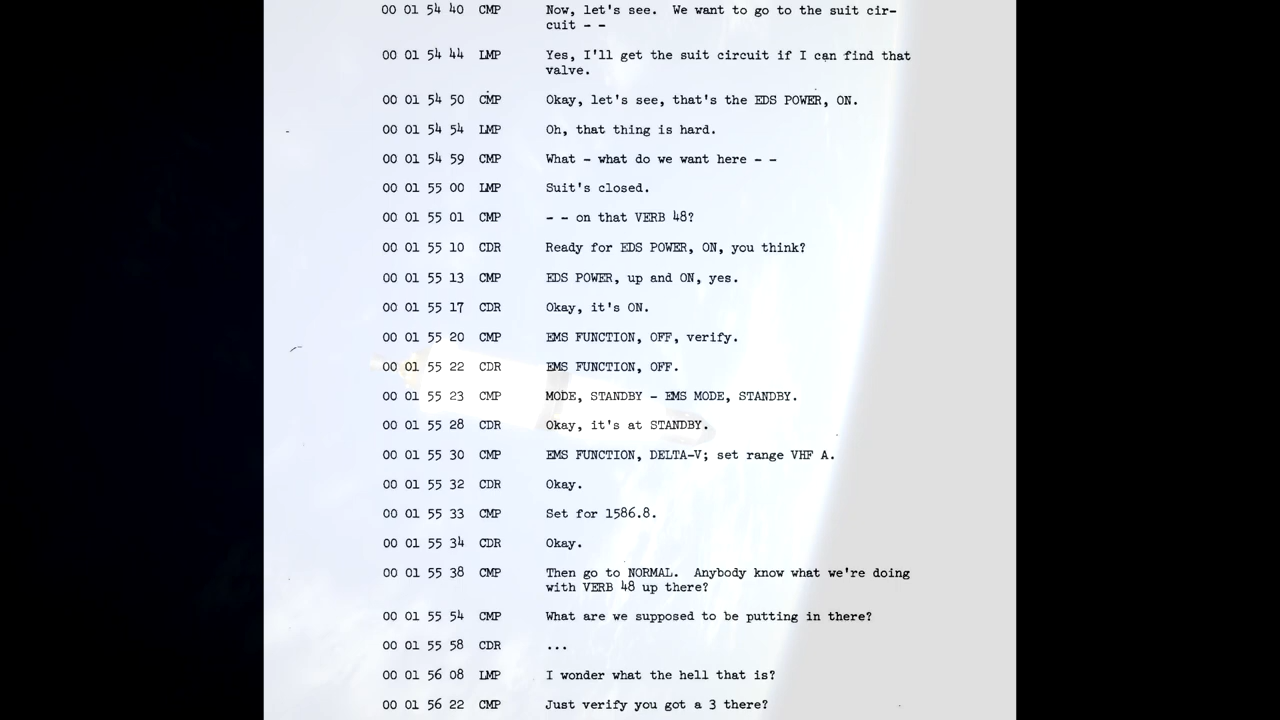 00 01 54 40 CMP Now, let's see. We want to go to the suit cir-
cuit - -
00 01 54 44 LMP Yes, I'll get the suit circuit if I can find that
valve.
00 01 54 50 CMP Okay, let's see, that's the EDS POWER, ON.
00 01 54 54 LMP Oh, that thing is hard.
00 01 54 59 CMP What - what do we want here - -
00 01 55 00 LMP Suit's closed.
00 01 55 01 CMP - - on that VERB 48?
00 01 55 10 CDR Ready for EDS POWER, ON, you think?
00 01 55 13 CMP EDS POWER, up and ON, yes.
00 01 55 17 CDR Okay, it's ON.
00 01 55 20 CMP EMS FUNCTION, OFF, verify.
00 01 55 22 CDR EMS FUNCTION, OFF.
00 01 55 23 CMP MODE, STANDBY - EMS MODE, STANDBY.
00 01 55 28 CDR Okay, it's at STANDBY.
00 01 55 30 CMP EMS FUNCTION, DELTA-V; set range VHF A.
00 01 55 32 CDR Okay.
00 01 55 33 CMP Set for 1586.8.
00 01 55 34 CDR Okay.
00 01 55 38 CMP Then go to NORMAL. Anybody know what we're doing
with VERB 48 up there?
00 01 55 54 CMP What are we supposed to be putting in there?
00 01 55 58 CDR ...
00 01 56 08 LMP I wonder what the hell that is?
00 01 56 22 CMP Just verify you got a 3 there?